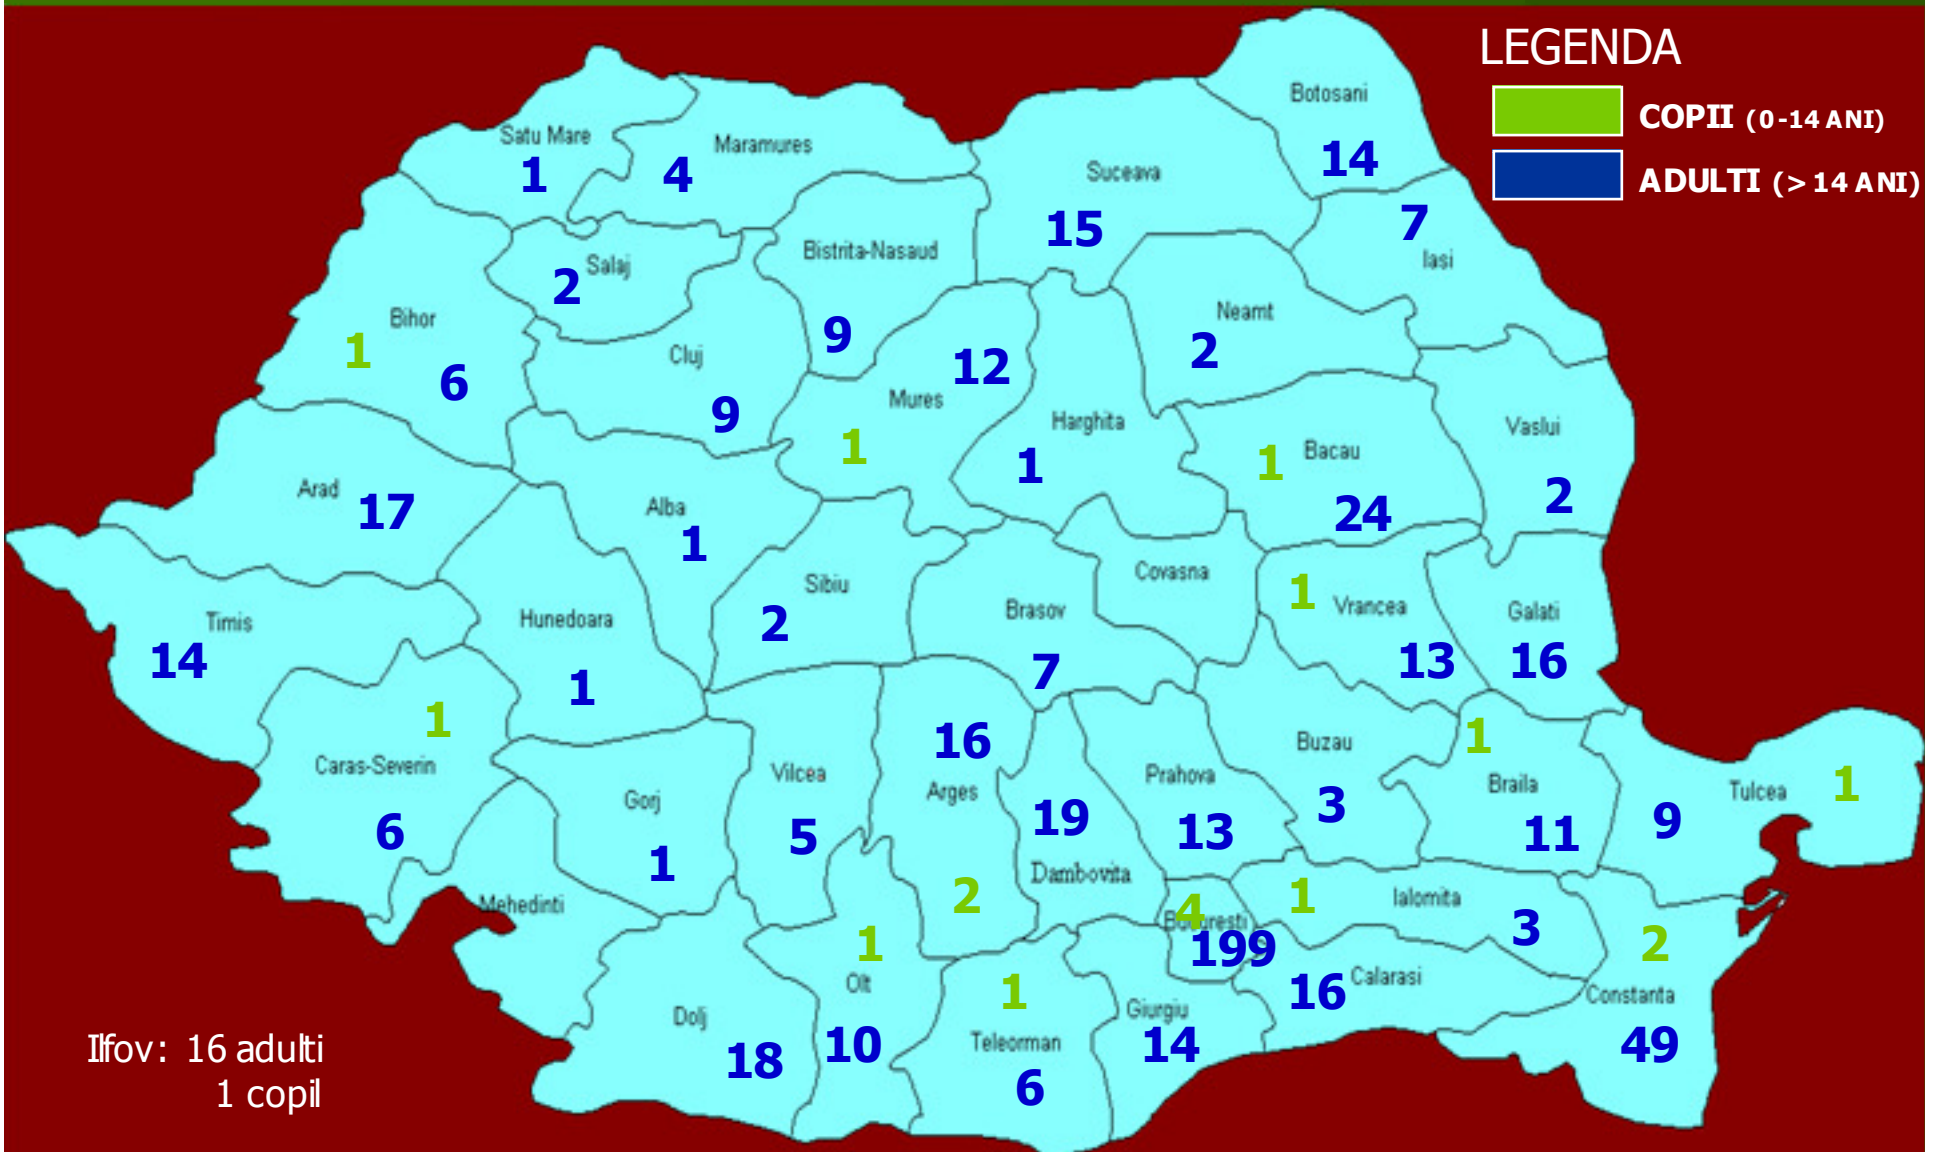 LEGENDA
COPII (0-14 ANI)
ADULTI (>14 ANI)
Botosani
14
Satu Mare
1
Maramures
4
Suceava
15
7
Iasi
Bistrita-Nasaud
9
Salaj
2
Bihor
1
6
Cluj
9
12
Mures
1
Neamt
2
Harghita
1
1
Bacau
24
Vaslui
2
Arad
17
Alba
1
Sibiu
2
Covasna
Brasov
7
1
Vrancea
13
Galati
16
Timis
14
Hunedoara
1
1
Caras-Severin
6
Gorj
1
Vilcea
5
16
Arges
2
19
Dambovita
Prahova
13
Buzau
3
1
Braila
11
Tulcea
1
9
Mehedinti
4
Bucuresti
199
1
Ialomita
3
2
Constanta
49
Calarasi
16
Giurgiu
14
1
Teleorman
6
1
Olt
10
Dolj
18
Ilfov: 16 adulti
1 copil